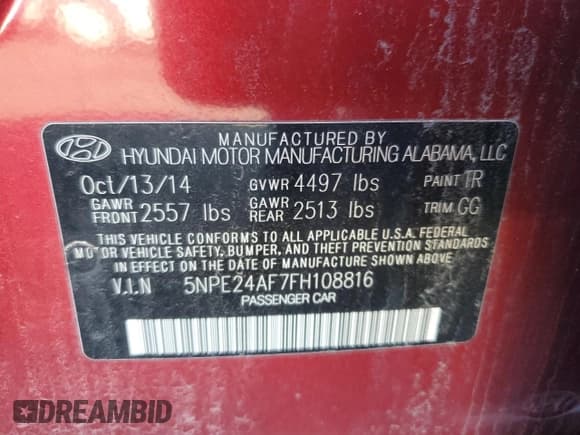 MANUFACTURED BY
HYUNDAI MOTOR MANUFACTURING ALABAMA, LLC
Oct/13/14 GVWR 4497 lbs PAINT TR
GAWR FRONT 2557 lbs GAWR REAR 2513 lbs TRIM GG
THIS VEHICLE CONFORMS TO ALL APPLICABLE U.S.A. FEDERAL
MOTOR VEHICLE SAFETY, BUMPER, AND THEFT PREVENTION STANDARDS
IN EFFECT ON THE DATE OF MANUFACTURE SHOWN ABOVE.
V.I.N 5NPE24AF7FH108816
PASSENGER CAR
DREAMBID